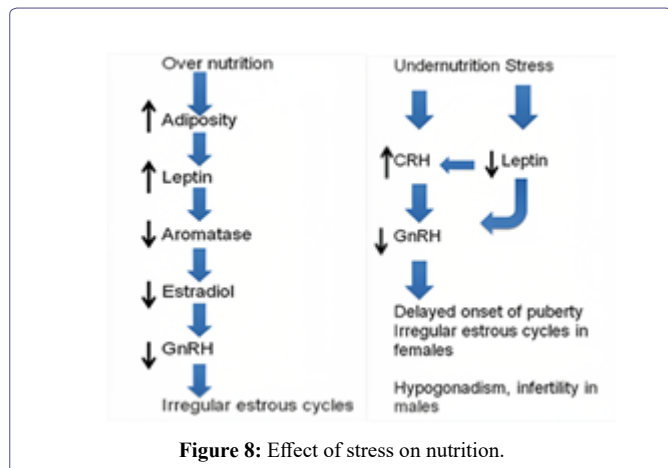 Over nutrition
Adiposity
Leptin
Aromatase
Estradiol
GnRH
Irregular estrous cycles
Undernutrition Stress
CRH
Leptin
GnRH
Delayed onset of puberty
Irregular estrous cycles in
females
Hypogonadism, infertility in
males
Figure 8: Effect of stress on nutrition.